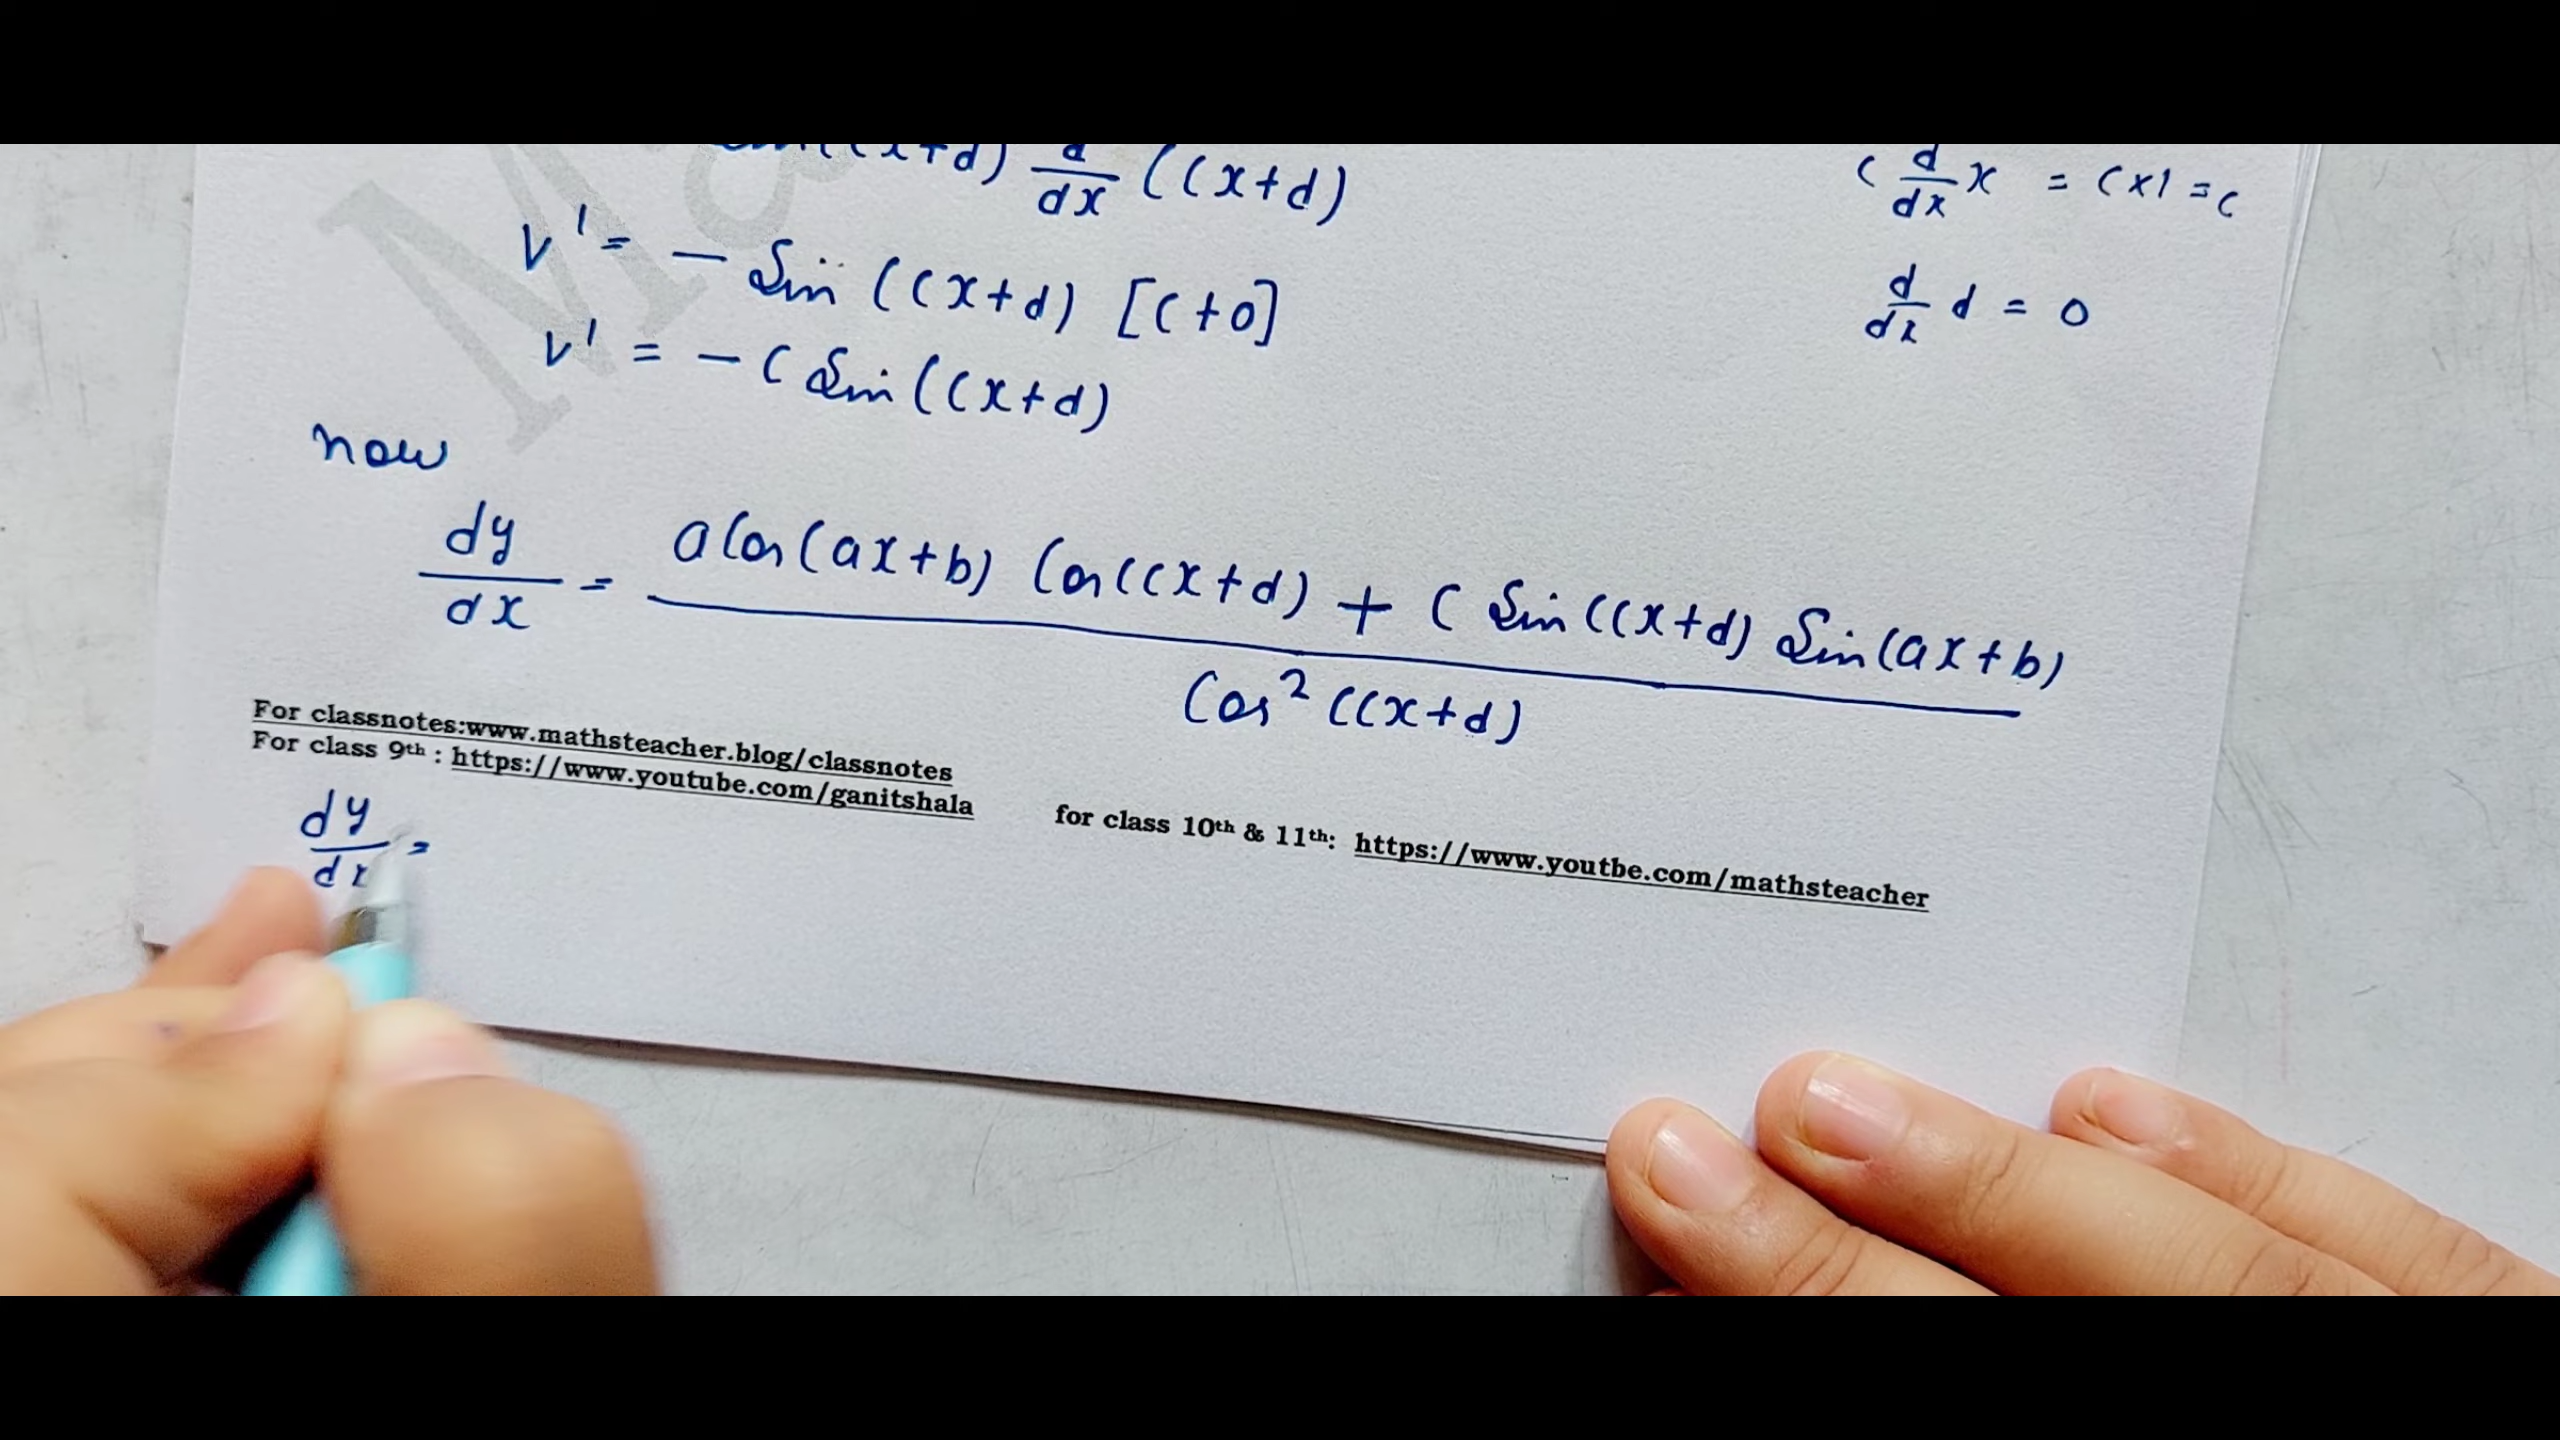 (x+d) d/dx (cx+d)
c d/dx x = c×1 = c
v' = - Sin (cx+d) [c+0]
d/dx d = 0
v' = - c Sin (cx+d)
now
dy/dx = a Cos(ax+b) Cos(cx+d) + c Sin(cx+d) Sin(ax+b) / Cos² (cx+d)
For classnotes:www.mathsteacher.blog/classnotes
For class 9th : https://www.youtube.com/ganitshala
for class 10th & 11th: https://www.youtbe.com/mathsteacher
dy/dx =